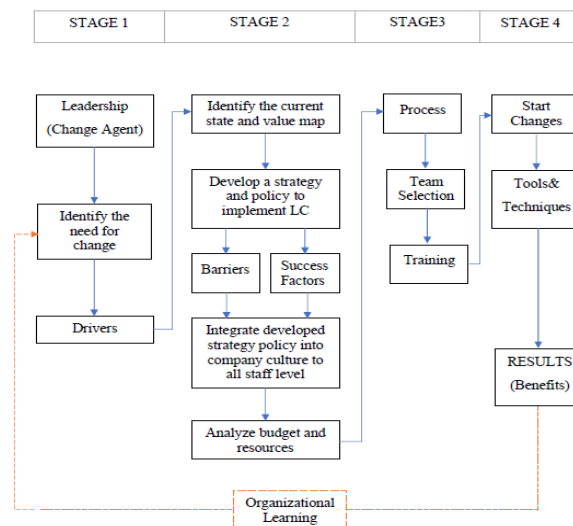 STAGE 1
STAGE 2
STAGE3
STAGE 4
Leadership
(Change Agent)
Identify the
need for
change
Drivers
Identify the current
state and value map
Develop a strategy
and policy to
implement LC
Barriers
Success
Factors
Integrate developed
strategy policy into
company culture to
all staff level
Analyze budget and
resources
Process
Team
Selection
Training
Start
Changes
Tools&
Techniques
RESULTS
(Benefits)
Organizational
Learning